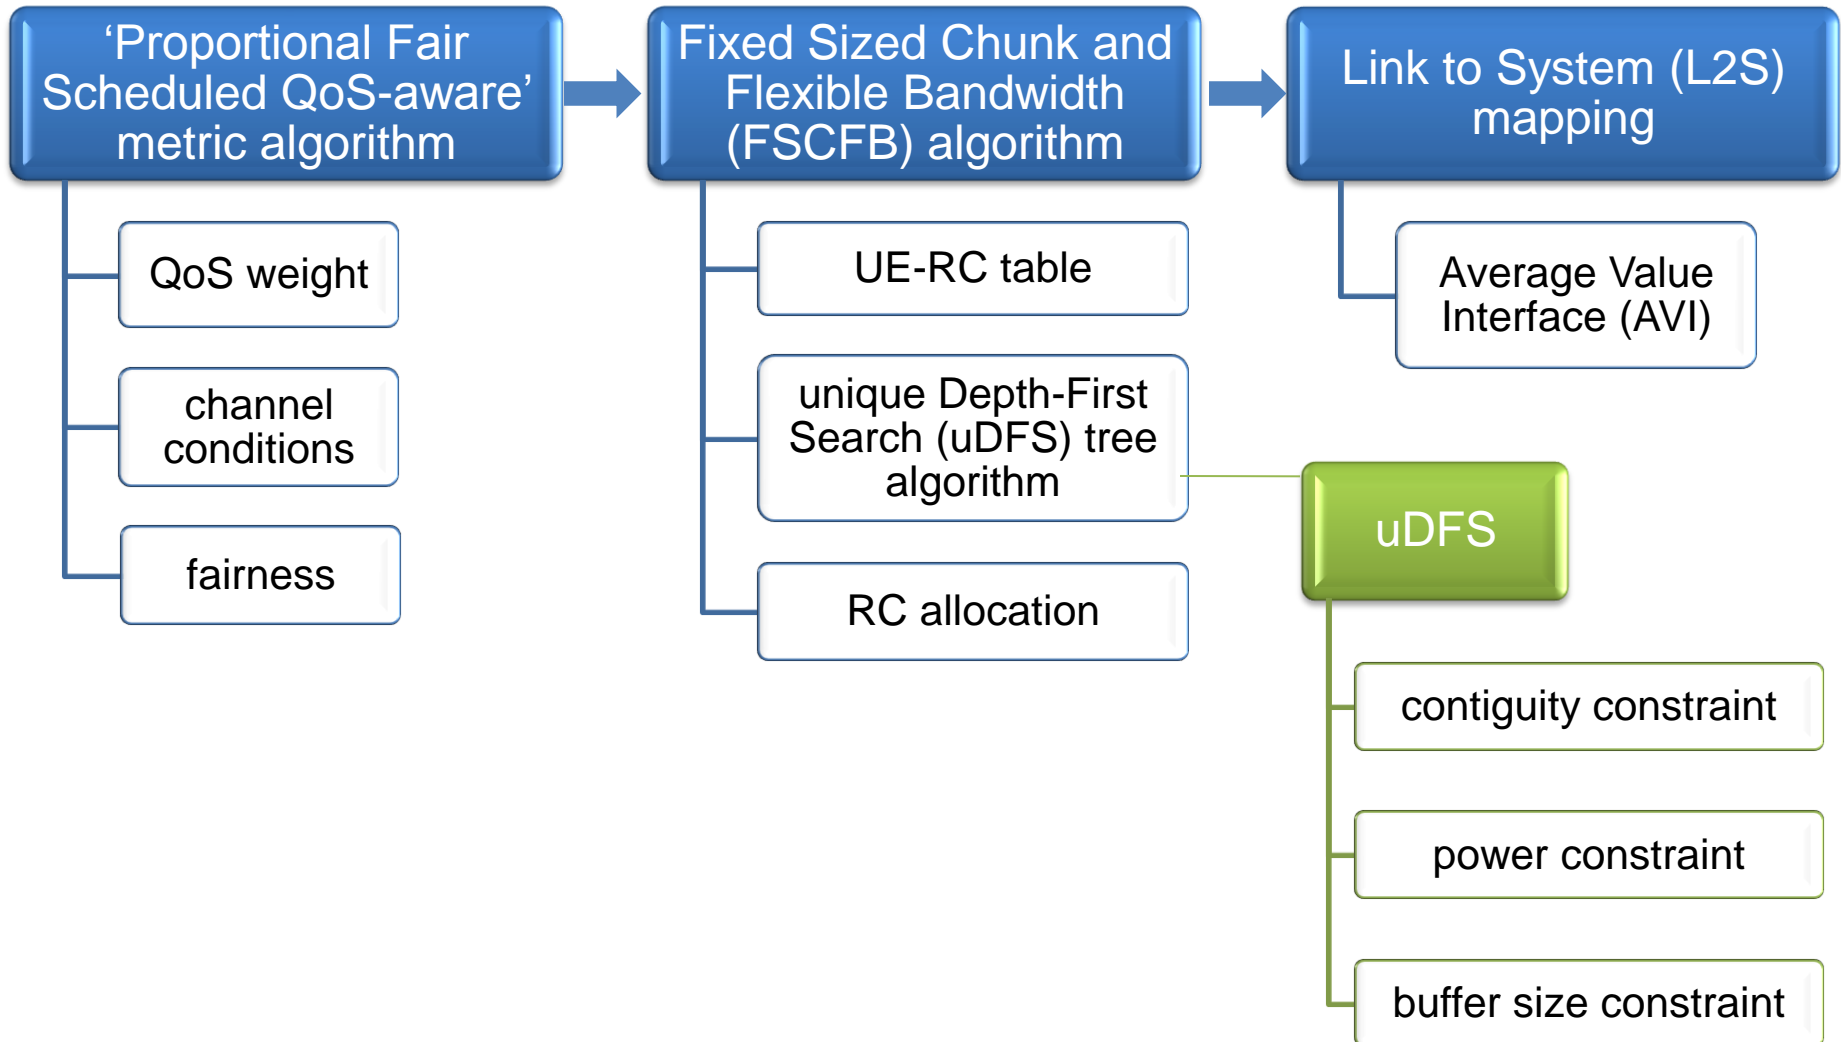 ‘Proportional Fair
Scheduled QoS-aware’
metric algorithm
QoS weight
channel
conditions
fairness
Fixed Sized Chunk and
Flexible Bandwidth
(FSCFB) algorithm
UE-RC table
unique Depth-First
Search (uDFS) tree
algorithm
RC allocation
Link to System (L2S)
mapping
Average Value
Interface (AVI)
uDFS
contiguity constraint
power constraint
buffer size constraint